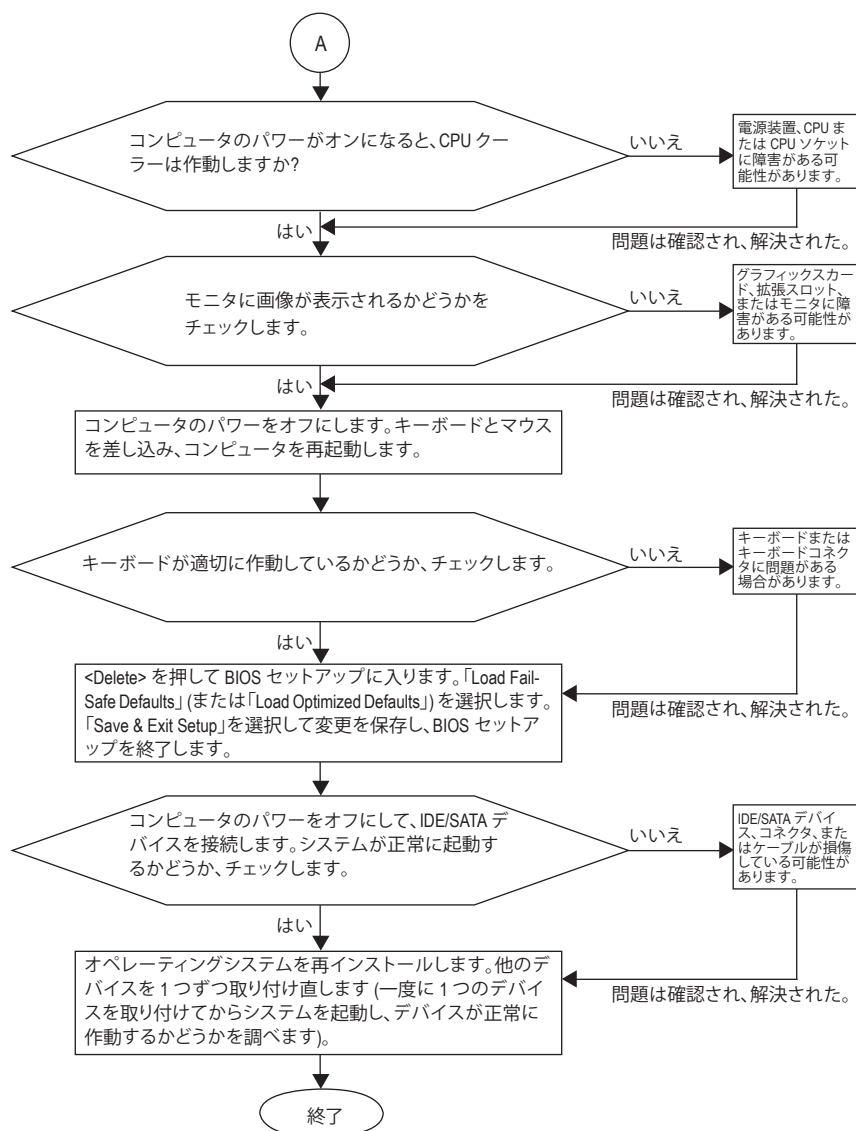 A
コンピュータのパワーがオンになると、CPU クー
ラーは作動しますか?
いいえ
電源装置、CPU ま
たは CPU ソケット
に障害がある可
能性があります。
はい
問題は確認され、解決された。
モニタに画像が表示されるかどうかを
チェックします。
いいえ
グラフィックスカー
ド、拡張スロット、
またはモニタに障
害がある可能性が
あります。
はい
問題は確認され、解決された。
コンピュータのパワーをオフにします。キーボードとマウス
を差し込み、コンピュータを再起動します。
キーボードが適切に作動しているかどうか、チェックします。
いいえ
キーボードまたは
キーボードコネク
タに問題がある
場合があります。
はい
問題は確認され、解決された。
<Delete> を押して BIOS セットアップに入ります。「Load Fail-
Safe Defaults」(または「Load Optimized Defaults」) を選択します。
「Save & Exit Setup」を選択して変更を保存し、BIOS セットア
ップを終了します。
コンピュータのパワーをオフにして、IDE/SATA デ
バイスを接続します。システムが正常に起動す
るかどうか、チェックします。
いいえ
IDE/SATA デバイ
ス、コネクタ、また
はケーブルが損傷
している可能性が
あります。
はい
問題は確認され、解決された。
オペレーティングシステムを再インストールします。他のデ
バイスを 1 つずつ取り付け直します (一度に 1 つのデバイ
スを取り付けてからシステムを起動し、デバイスが正常に
作動するかどうかを調べます)。
終了